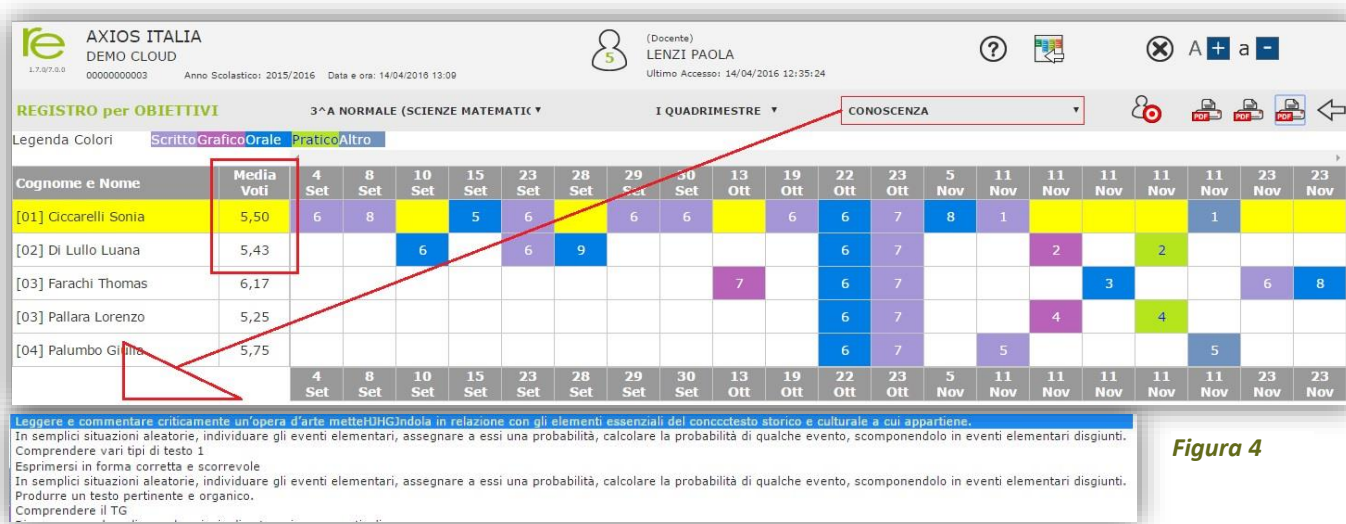 re
1.7.0/7.0.0
AXIOS ITALIA
DEMO CLOUD
00000000003 Anno Scolastico: 2015/2016 Data e ora: 14/04/2016 13:09
5
(Docente)
LENZI PAOLA
Ultimo Accesso: 14/04/2016 12:35:24
? A + a -
REGISTRO per OBIETTIVI 3^A NORMALE (SCIENZE MATEMATIC I QUADRIMESTRE CONOSCENZA PDF PDF PDF
Legenda Colori Scritto Grafico Orale Pratico Altro
Cognome e Nome Media Voti 4 Set 8 Set 10 Set 15 Set 23 Set 28 Set 29 Set 30 Set 13 Ott 19 Ott 22 Ott 23 Ott 5 Nov 11 Nov 11 Nov 11 Nov 11 Nov 11 Nov 23 Nov 23 Nov
[01] Ciccarelli Sonia 5,50 6 8 5 6 6 6 6 6 7 8 1 1
[02] Di Lullo Luana 5,43 6 6 9 6 7 2 2
[03] Farachi Thomas 6,17 7 6 7 3 6 8
[03] Pallara Lorenzo 5,25 6 7 4 4
[04] Palumbo Giulia 5,75 6 7 5 5
4 Set 8 Set 10 Set 15 Set 23 Set 28 Set 29 Set 30 Set 13 Ott 19 Ott 22 Ott 23 Ott 5 Nov 11 Nov 11 Nov 11 Nov 11 Nov 11 Nov 23 Nov 23 Nov
Leggere e commentare criticamente un'opera d'arte metteHJHGJndola in relazione con gli elementi essenziali del conccctesto storico e culturale a cui appartiene.
In semplici situazioni aleatorie, individuare gli eventi elementari, assegnare a essi una probabilità, calcolare la probabilità di qualche evento, scomponendolo in eventi elementari disgiunti.
Comprendere vari tipi di testo 1
Esprimersi in forma corretta e scorrevole
In semplici situazioni aleatorie, individuare gli eventi elementari, assegnare a essi una probabilità, calcolare la probabilità di qualche evento, scomponendolo in eventi elementari disgiunti.
Produrre un testo pertinente e organico.
Comprendere il TG
Figura 4